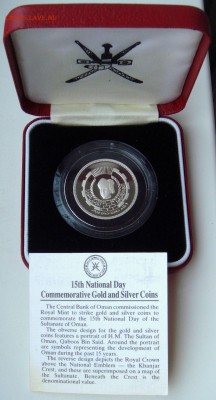 15th National Day
Commemorative Gold and Silver Coins
The Central Bank of Oman commissioned the
Royal Mint to strike gold and silver coins to
commemorate the 15th National Day of the
Sultanate of Oman.
The obverse design for the gold and silver
coins features a portrait of H.M. The Sultan of
Oman, Qaboos Bin Said. Around the portrait
are symbols representing the development of
Oman during the past 15 years.
The reverse design depicts the Royal Crown
above the National Emblem — the Khanjar
Crest, and these are superimposed on a map of
the Sultanate. Beneath the Crest is the
denominational value.